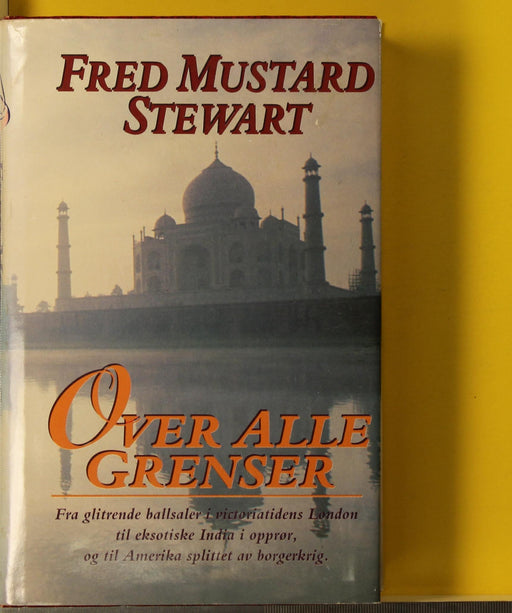 FRED MUSTARD
STEWART
OVER ALLE
GRENSER
Fra glitrende ballsaler i victoriatidens London
til eksotiske India i opprør,
og til Amerika splittet av borgerkrig.